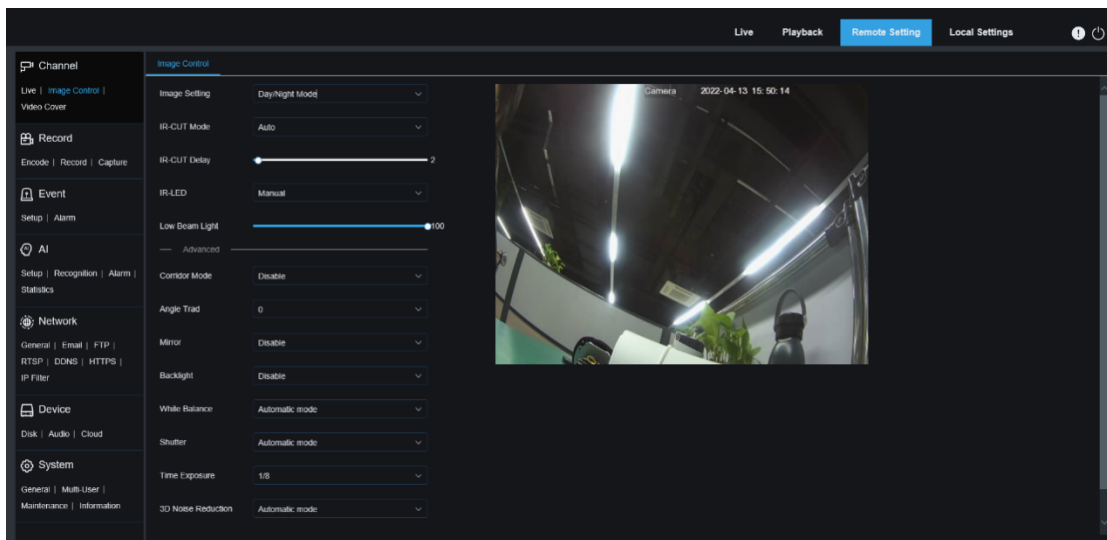 Live Playback Remote Setting Local Settings
Channel
Live | Image Control |
Video Cover
Record
Encode | Record | Capture
Event
Setup | Alarm
AI
Setup | Recognition | Alarm |
Statistics
Network
General | Email | FTP |
RTSP | DDNS | HTTPS |
IP Filter
Device
Disk | Audio | Cloud
System
General | Multi-User |
Maintenance | Information
Image Control
Image Setting Day/Night Mode
IR-CUT Mode Auto
IR-CUT Delay 2
IR-LED Manual
Low Beam Light 100
Advanced
Corridor Mode Disable
Angle Trad 0
Mirror Disable
Backlight Disable
White Balance Automatic mode
Shutter Automatic mode
Time Exposure 1/8
3D Noise Reduction Automatic mode
Camera 2022-04-13 15:50:14